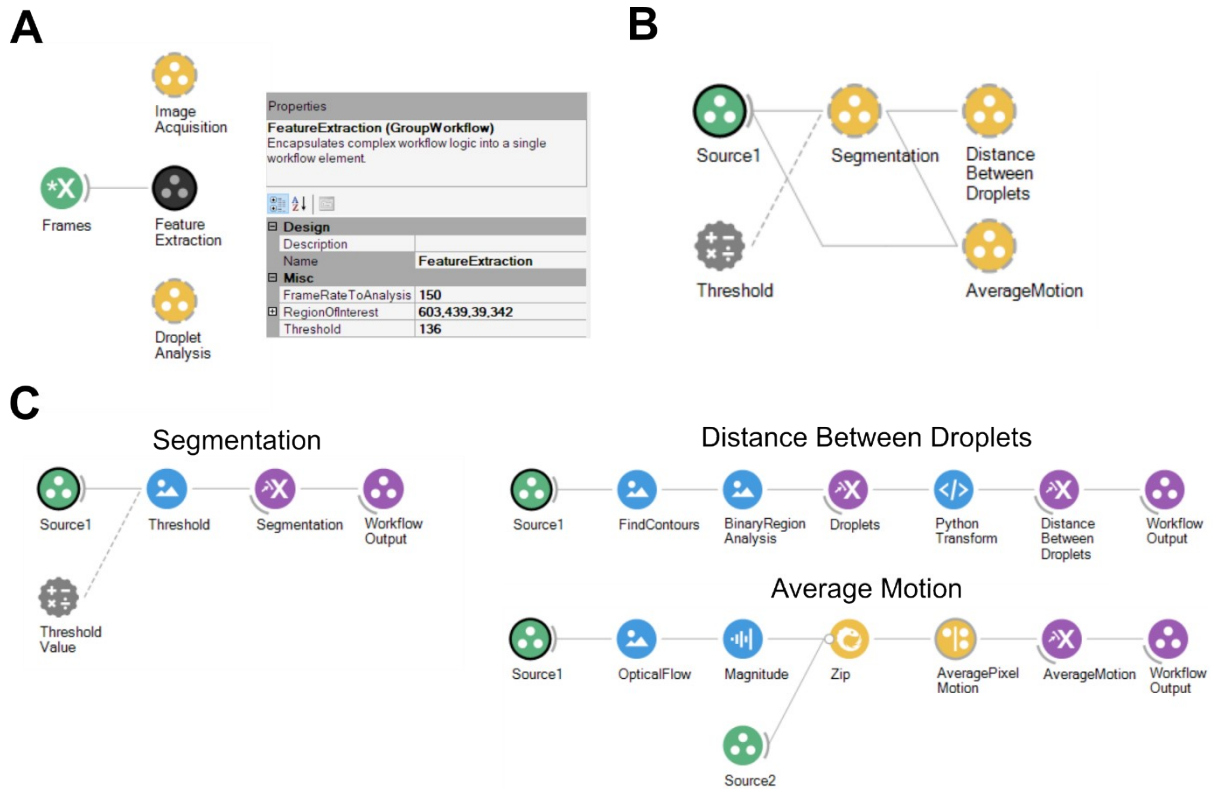 A
Image
Acquisition
*X
Frames
Feature
Extraction
Droplet
Analysis
Properties
FeatureExtraction (GroupWorkflow)
Encapsulates complex workflow logic into a single
workflow element.
A
Z
Design
Description
Name FeatureExtraction
Misc
FrameRateToAnalysis 150
RegionOfInterest 603,439,39,342
Threshold 136
B
Source1
Segmentation
Distance
Between
Droplets
Threshold
AverageMotion
C
Segmentation
Source1
Threshold
X
Segmentation
Workflow
Output
Threshold
Value
Distance Between Droplets
Source1
FindContours
BinaryRegion
Analysis
X
Droplets
</>
Python
Transform
X
Distance
Between
Droplets
Workflow
Output
Average Motion
Source1
OpticalFlow
Magnitude
Zip
AveragePixel
Motion
X
AverageMotion
Workflow
Output
Source2